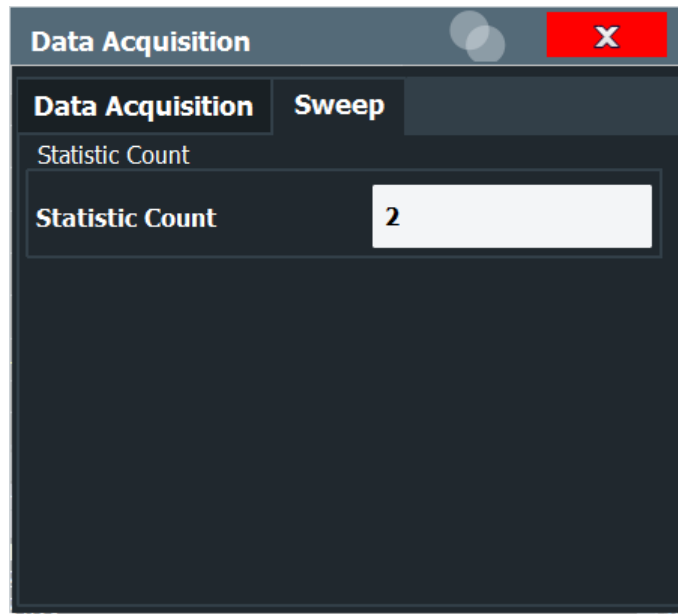 Data Acquisition
X
Data Acquisition Sweep
Statistic Count
Statistic Count 2